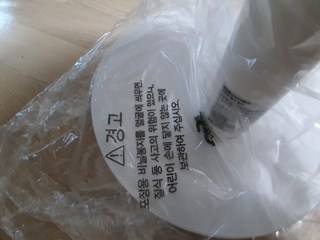 ⚠경고
포장용 비닐봉지를 얼굴에 씌우면
질식 등 사고의 위험이 있으니,
어린이 손에 닿지 않는 곳에
보관하여 주십시오.